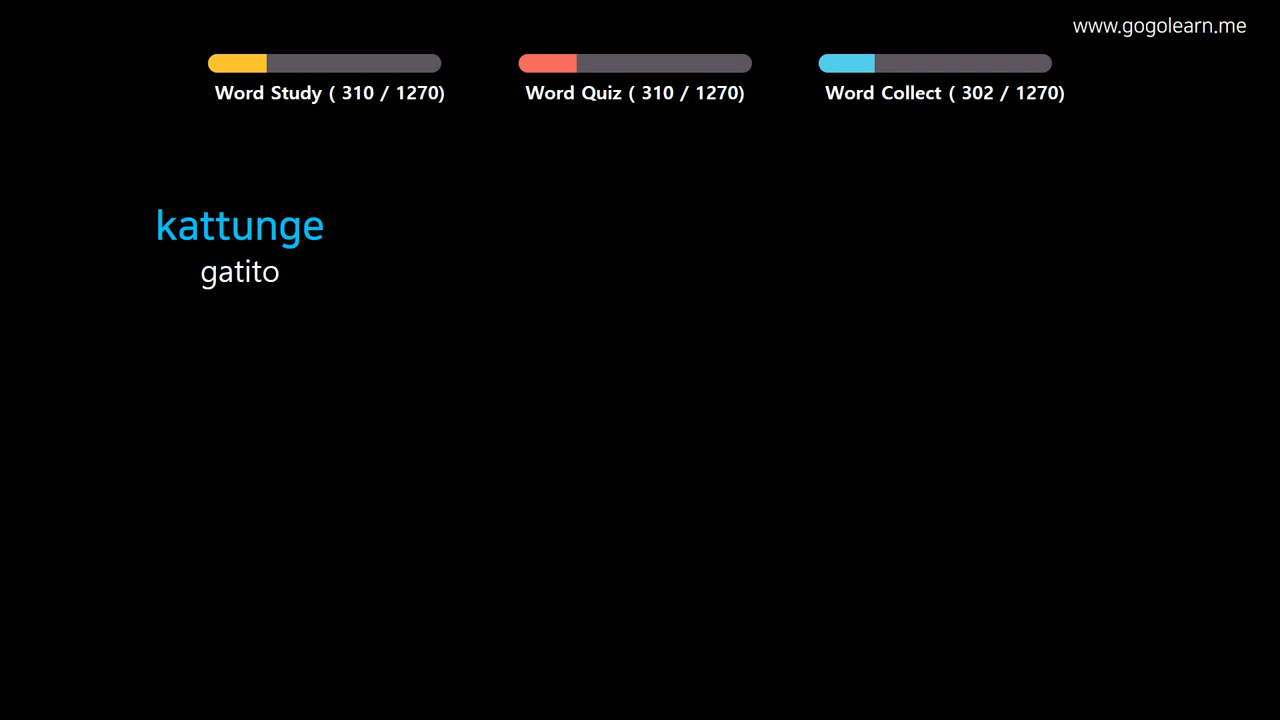 www.gogolearn.me
Word Study ( 310 / 1270)
Word Quiz ( 310 / 1270)
Word Collect ( 302 / 1270)
kattunge
gatito